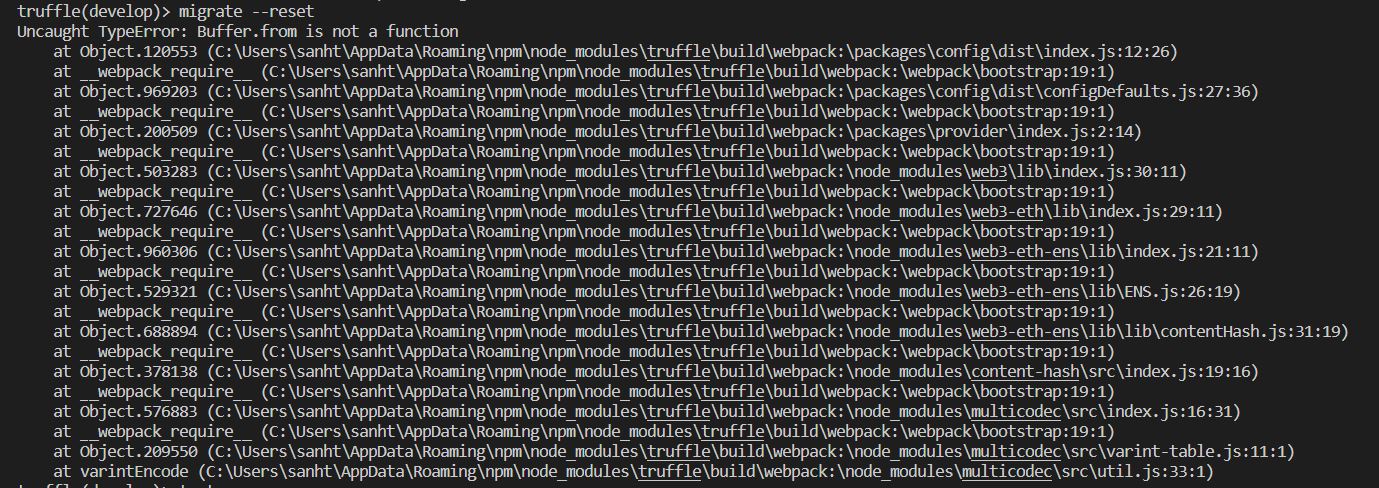 truffle(develop)> migrate --reset
Uncaught TypeError: Buffer.from is not a function
at Object.120553 (C:\Users\sanht\AppData\Roaming\npm\node_modules\truffle\build\webpack:\packages\config\dist\index.js:12:26)
at __webpack_require__ (C:\Users\sanht\AppData\Roaming\npm\node_modules\truffle\build\webpack:\webpack\bootstrap:19:1)
at Object.969203 (C:\Users\sanht\AppData\Roaming\npm\node_modules\truffle\build\webpack:\packages\config\dist\configDefaults.js:27:36)
at __webpack_require__ (C:\Users\sanht\AppData\Roaming\npm\node_modules\truffle\build\webpack:\webpack\bootstrap:19:1)
at Object.200509 (C:\Users\sanht\AppData\Roaming\npm\node_modules\truffle\build\webpack:\packages\provider\index.js:2:14)
at __webpack_require__ (C:\Users\sanht\AppData\Roaming\npm\node_modules\truffle\build\webpack:\webpack\bootstrap:19:1)
at Object.503283 (C:\Users\sanht\AppData\Roaming\npm\node_modules\truffle\build\webpack:\node_modules\web3\lib\index.js:30:11)
at __webpack_require__ (C:\Users\sanht\AppData\Roaming\npm\node_modules\truffle\build\webpack:\webpack\bootstrap:19:1)
at Object.727646 (C:\Users\sanht\AppData\Roaming\npm\node_modules\truffle\build\webpack:\node_modules\web3-eth\lib\index.js:29:11)
at __webpack_require__ (C:\Users\sanht\AppData\Roaming\npm\node_modules\truffle\build\webpack:\webpack\bootstrap:19:1)
at Object.960306 (C:\Users\sanht\AppData\Roaming\npm\node_modules\truffle\build\webpack:\node_modules\web3-eth-ens\lib\index.js:21:11)
at __webpack_require__ (C:\Users\sanht\AppData\Roaming\npm\node_modules\truffle\build\webpack:\webpack\bootstrap:19:1)
at Object.529321 (C:\Users\sanht\AppData\Roaming\npm\node_modules\truffle\build\webpack:\node_modules\web3-eth-ens\lib\ENS.js:26:19)
at __webpack_require__ (C:\Users\sanht\AppData\Roaming\npm\node_modules\truffle\build\webpack:\webpack\bootstrap:19:1)
at Object.688894 (C:\Users\sanht\AppData\Roaming\npm\node_modules\truffle\build\webpack:\node_modules\web3-eth-ens\lib\lib\contentHash.js:31:19)
at __webpack_require__ (C:\Users\sanht\AppData\Roaming\npm\node_modules\truffle\build\webpack:\webpack\bootstrap:19:1)
at Object.378138 (C:\Users\sanht\AppData\Roaming\npm\node_modules\truffle\build\webpack:\node_modules\content-hash\src\index.js:19:16)
at __webpack_require__ (C:\Users\sanht\AppData\Roaming\npm\node_modules\truffle\build\webpack:\webpack\bootstrap:19:1)
at Object.576883 (C:\Users\sanht\AppData\Roaming\npm\node_modules\truffle\build\webpack:\node_modules\multicodec\src\index.js:16:31)
at __webpack_require__ (C:\Users\sanht\AppData\Roaming\npm\node_modules\truffle\build\webpack:\webpack\bootstrap:19:1)
at Object.209550 (C:\Users\sanht\AppData\Roaming\npm\node_modules\truffle\build\webpack:\node_modules\multicodec\src\varint-table.js:11:1)
at varintEncode (C:\Users\sanht\AppData\Roaming\npm\node_modules\truffle\build\webpack:\node_modules\multicodec\src\util.js:33:1)